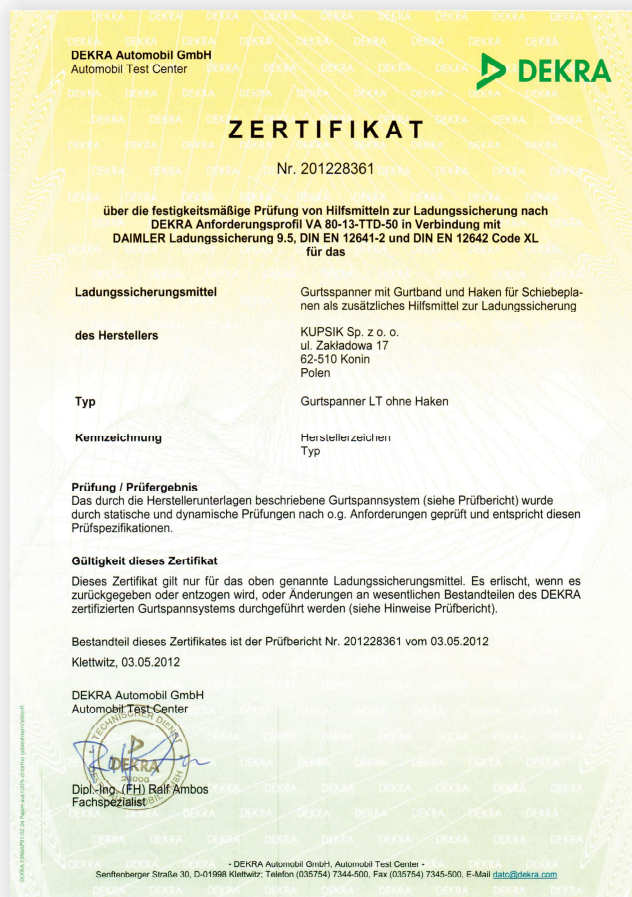 DEKRA Automobil GmbH
Automobil Test Center
DEKRA
ZERTIFIKAT
Nr. 201228361
über die festigkeitsmäßige Prüfung von Hilfsmitteln zur Ladungssicherung nach
DEKRA Anforderungsprofil VA 80-13-TTD-50 in Verbindung mit
DAIMLER Ladungssicherung 9.5, DIN EN 12641-2 und DIN EN 12642 Code XL
für das
Ladungssicherungsmittel
Gurtsspanner mit Gurtband und Haken für Schiebepla-
nen als zusätzliches Hilfsmittel zur Ladungssicherung
des Herstellers
KUPSIK Sp. z o. o.
ul. Zakładowa 17
62-510 Konin
Polen
Typ
Gurtspanner LT ohne Haken
Kennzeichnung
Herstellerzeichen
Typ
Prüfung / Prüfergebnis
Das durch die Herstellerunterlagen beschriebene Gurtspannsystem (siehe Prüfbericht) wurde
durch statische und dynamische Prüfungen nach o.g. Anforderungen geprüft und entspricht diesen
Prüfspezifikationen.
Gültigkeit dieses Zertifikat
Dieses Zertifikat gilt nur für das oben genannte Ladungssicherungsmittel. Es erlischt, wenn es
zurückgegeben oder entzogen wird, oder Änderungen an wesentlichen Bestandteilen des DEKRA
zertifizierten Gurtspannsystems durchgeführt werden (siehe Hinweise Prüfbericht).
Bestandteil dieses Zertifikates ist der Prüfbericht Nr. 201228361 vom 03.05.2012
Klettwitz, 03.05.2012
DEKRA Automobil GmbH
Automobil Test Center
TECHNISCHER DIENST
DEKRA
Dipl.-Ing. (FH) Ralf Ambos
Fachspezialist
- DEKRA Automobil GmbH, Automobil Test Center -
Senftenberger Straße 30, D-01998 Klettwitz; Telefon (035754) 7344-500, Fax (035754) 7345-500, E-Mail datc@dekra.com